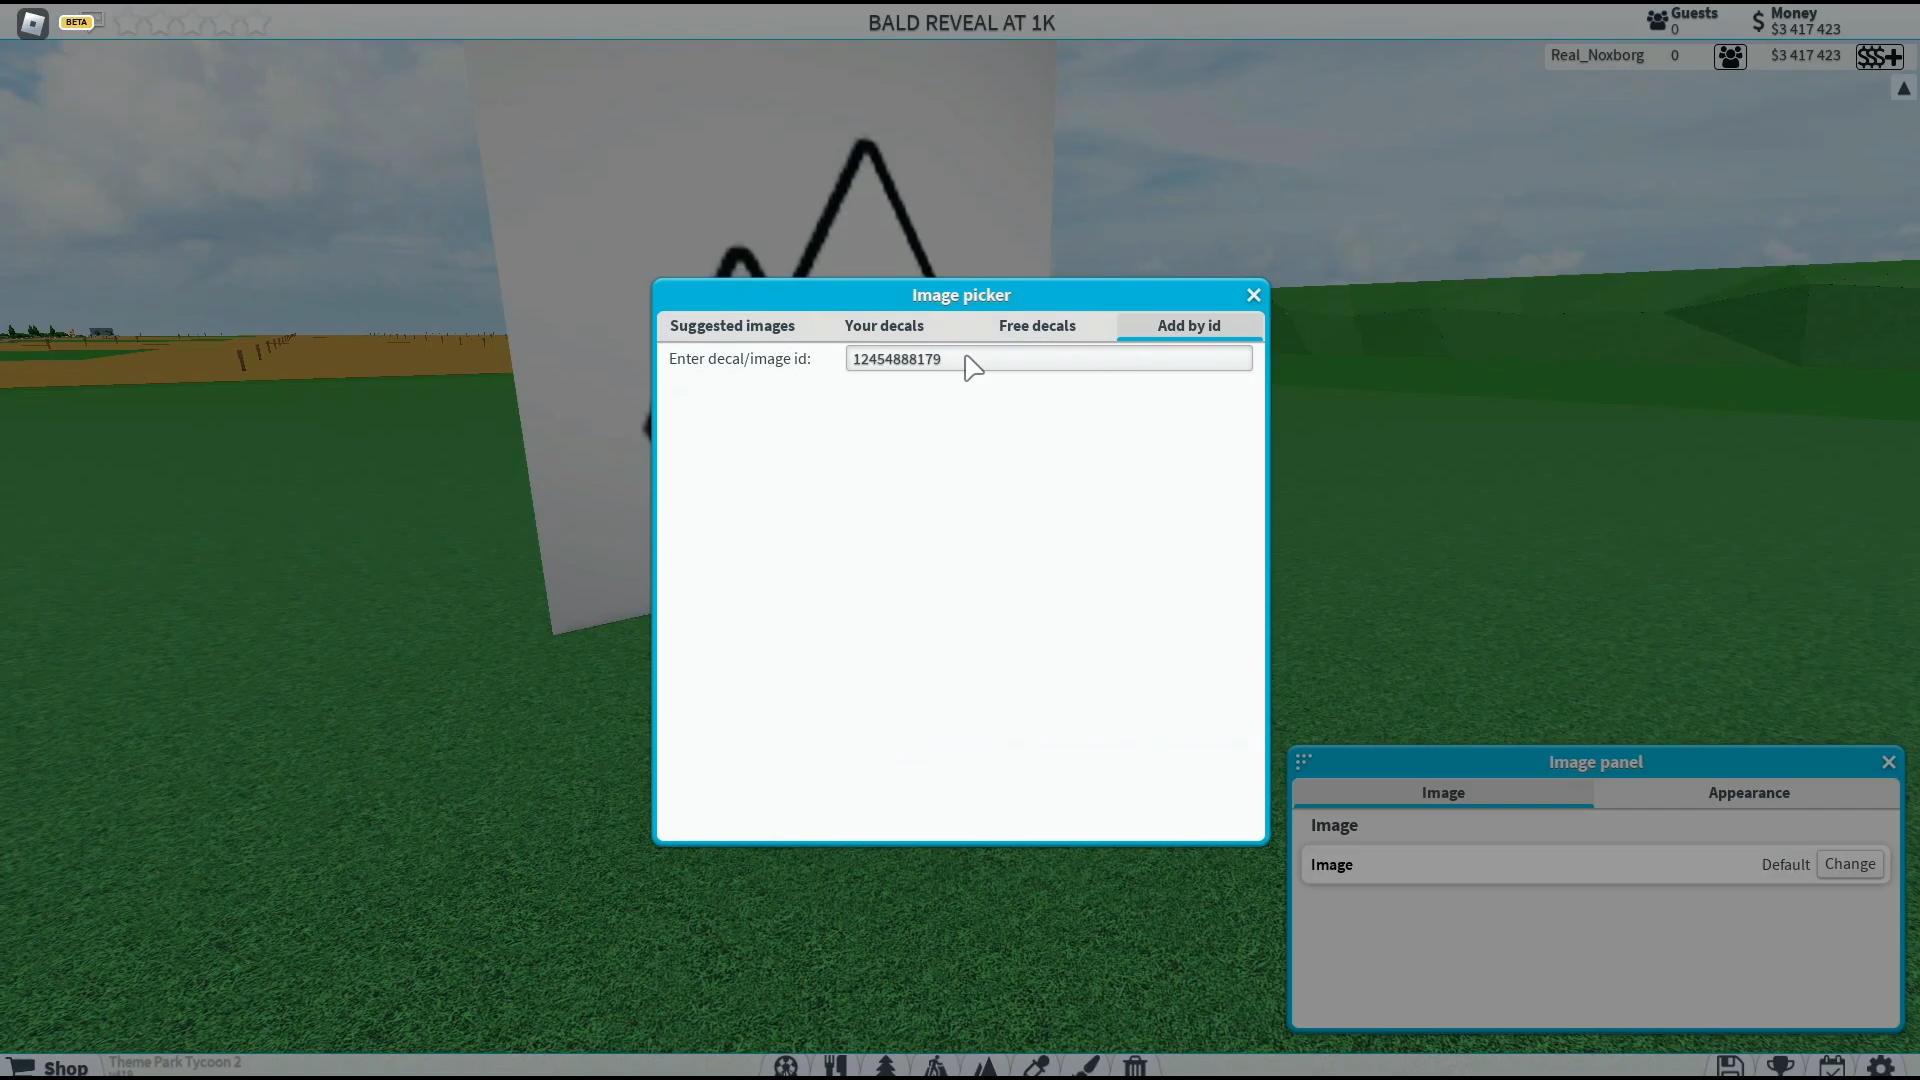 BETA
BALD REVEAL AT 1K
Guests
0
Money
$3 417 423
Real_Noxborg 0 $3 417 423
Image picker
Suggested images Your decals Free decals Add by id
Enter decal/image id: 12454888179
Image panel
Image Appearance
Image
Image Default Change
Shop
Theme Park Tycoon 2